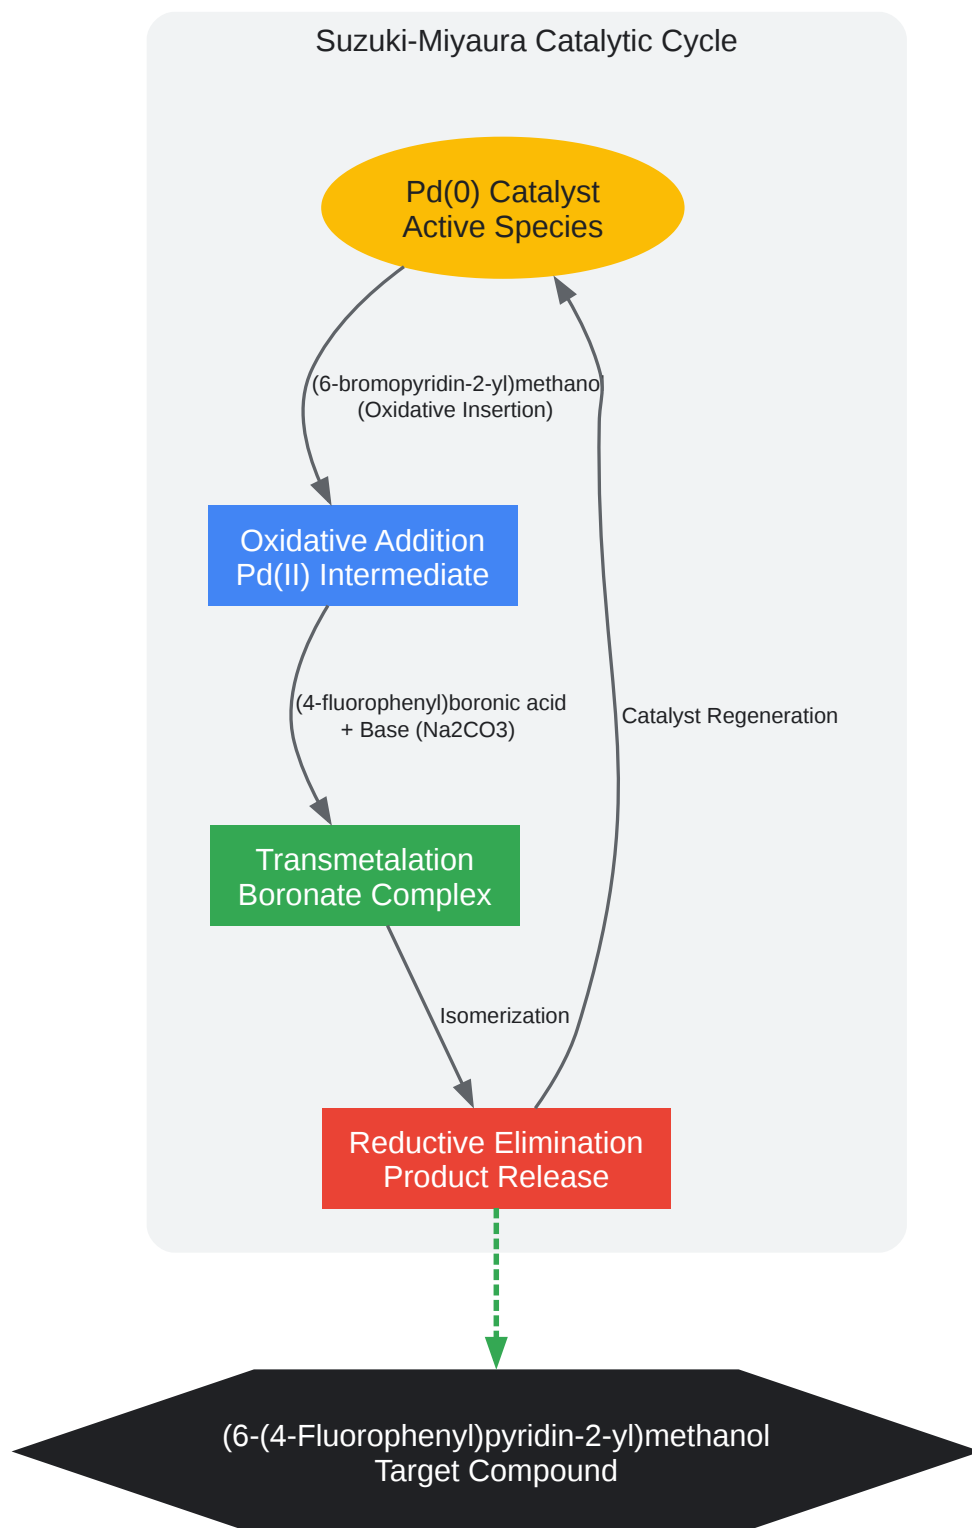 Suzuki-Miyaura Catalytic Cycle
Pd(0) Catalyst
Active Species
(6-bromopyridin-2-yl)methanol
(Oxidative Insertion)
Oxidative Addition
Pd(II) Intermediate
(4-fluorophenyl)boronic acid
+ Base (Na2CO3)
Catalyst Regeneration
Transmetalation
Boronate Complex
Isomerization
Reductive Elimination
Product Release
(6-(4-Fluorophenyl)pyridin-2-yl)methanol
Target Compound